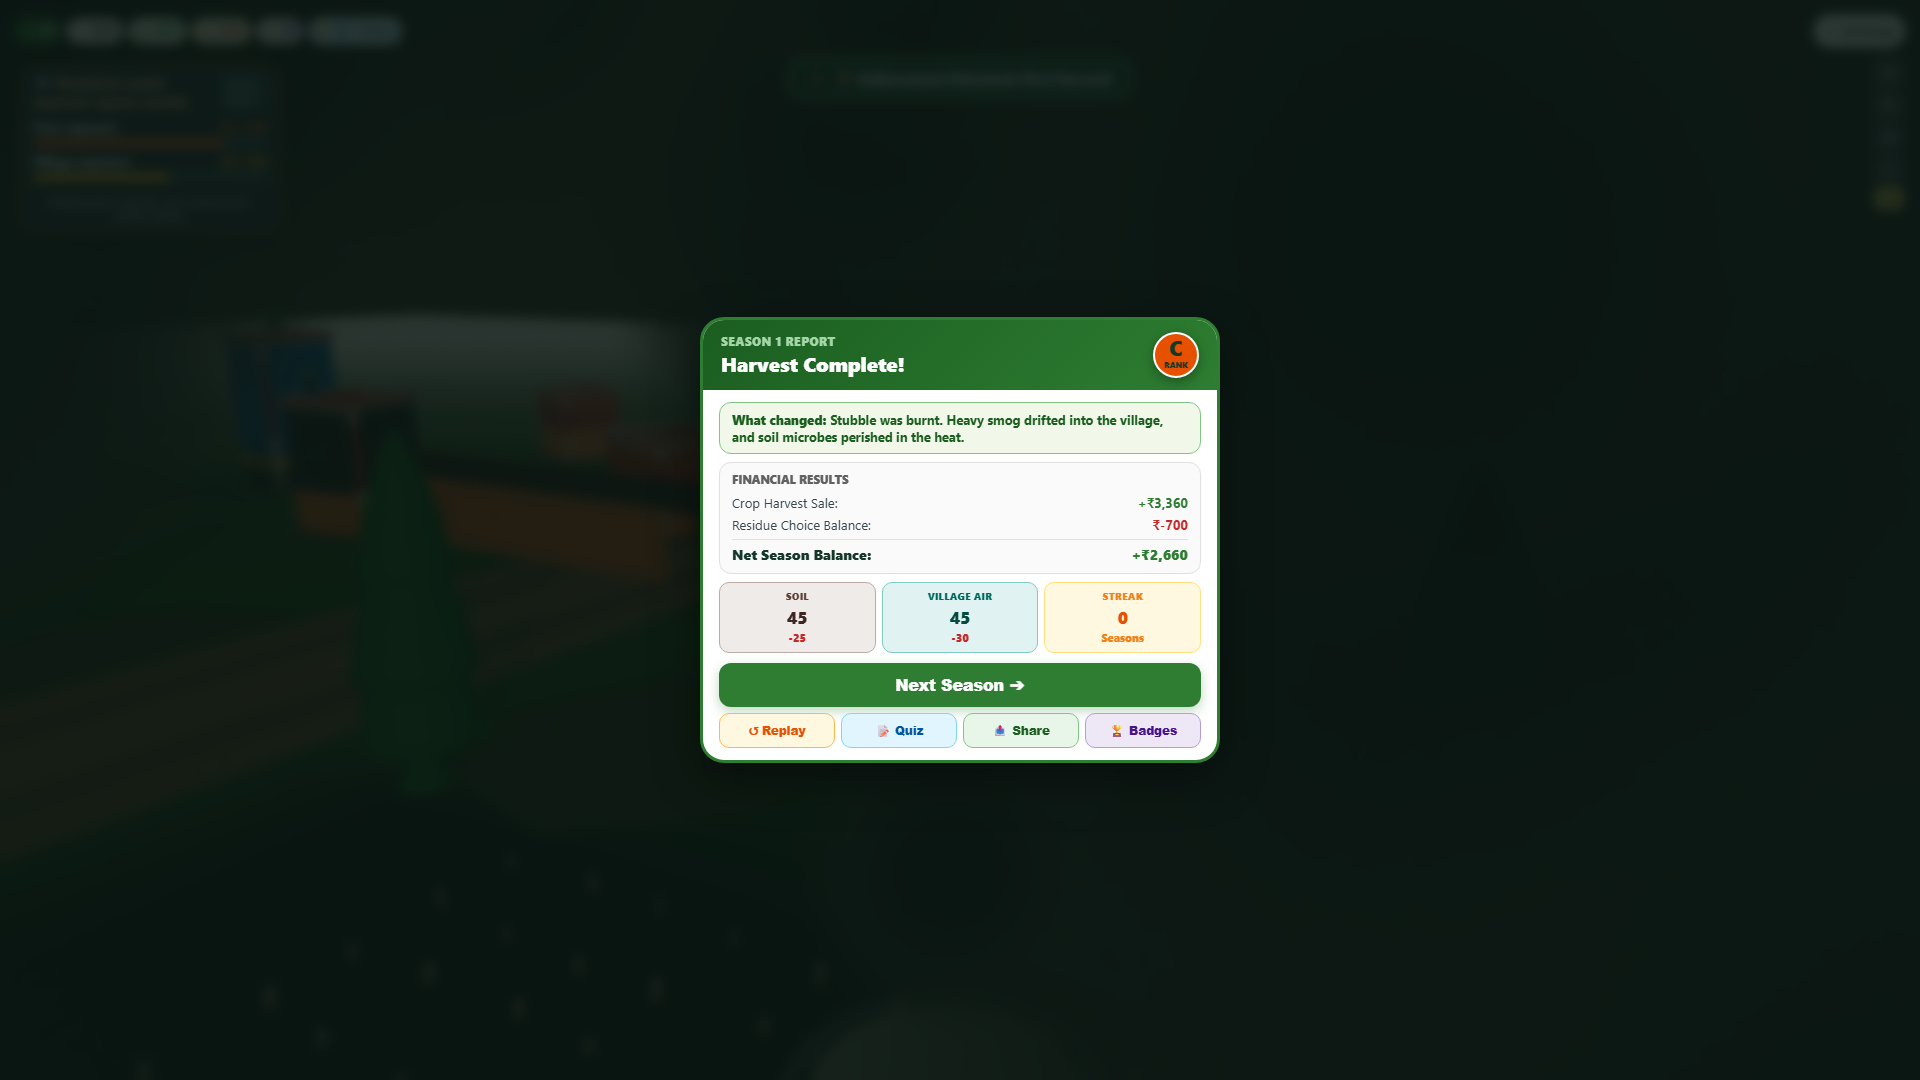 SEASON 1 REPORT
Harvest Complete!
C
RANK
What changed: Stubble was burnt. Heavy smog drifted into the village,
and soil microbes perished in the heat.
FINANCIAL RESULTS
Crop Harvest Sale: +₹3,360
Residue Choice Balance: ₹-700
Net Season Balance: +₹2,660
SOIL
45
-25
VILLAGE AIR
45
-30
STREAK
0
Seasons
Next Season ➔
↺ Replay
Quiz
Share
Badges